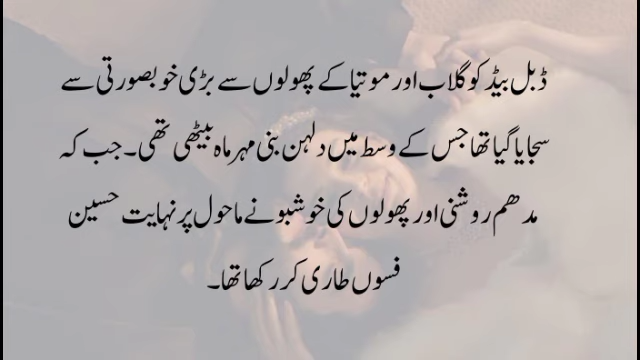 ڈبل بیڈ کو گلاب اور موتیا کے پھولوں سے بڑی خوبصورتی سے
سجایا گیا تھا جس کے وسط میں دلہن بنی مہر ماہ بیٹھی تھی۔ جب کہ
مدھم روشنی اور پھولوں کی خوشبو نے ماحول پر نہایت حسین
فسوں طاری کر رکھا تھا۔